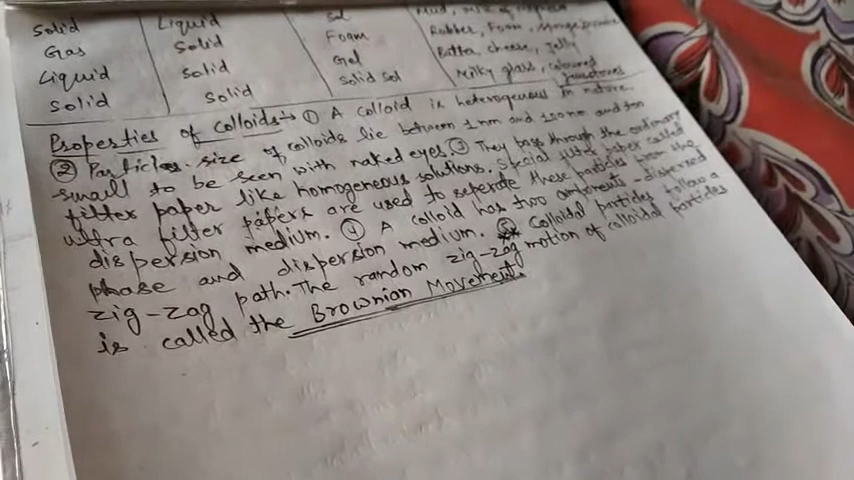 Solid Liquid Sol Mud,
Gas Solid Foam Rubber, Foam,
Liquid Solid Gel Butter, cheese, Jelly
Solid Solid Solid sol Milky glass, coloured
gemstones
Properties of colloids → ① A colloid is heterogenous in nature.
② Particles size of colloids lie between 1 nm and 100 nm and too
small to be seen with naked eyes. ③ They pass through the ordinary
filter paper like homogeneous solutions. Special filter paper called
ultra filter papers are used to seperate these particles from the
dispersion medium. ④ A colloid has two components - dispersed
phase and dispersion medium. ⑤ Colloidal particles follow a
zig-zag path. The random zig-zag motion of colloidal particles
is called the Brownian Movement.